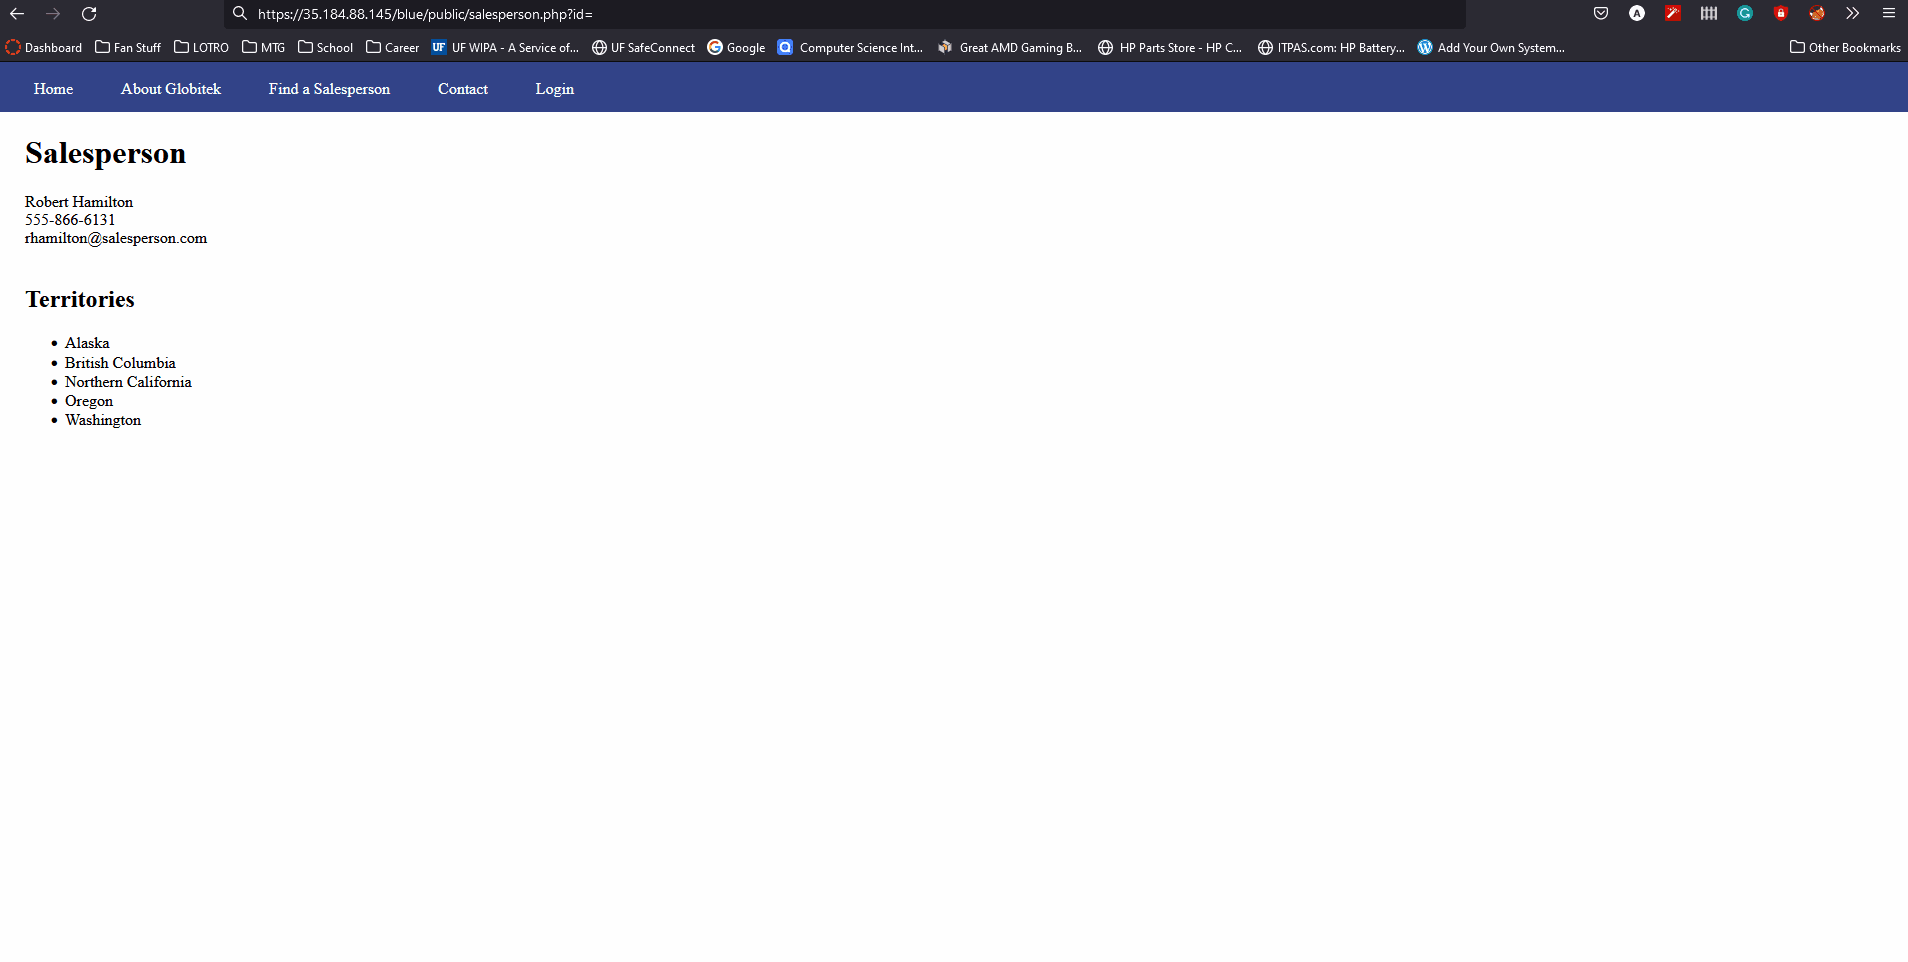 https://35.184.88.145/blue/public/salesperson.php?id=
A G
Dashboard Fan Stuff LOTRO MTG School Career UF UF WIPA - A Service of... UF SafeConnect G Google Q Computer Science Int... Great AMD Gaming B... HP Parts Store - HP C... ITPAS.com: HP Battery... Add Your Own System... Other Bookmarks
Home About Globitek Find a Salesperson Contact Login
Salesperson
Robert Hamilton
555-866-6131
rhamilton@salesperson.com
Territories
• Alaska
• British Columbia
• Northern California
• Oregon
• Washington